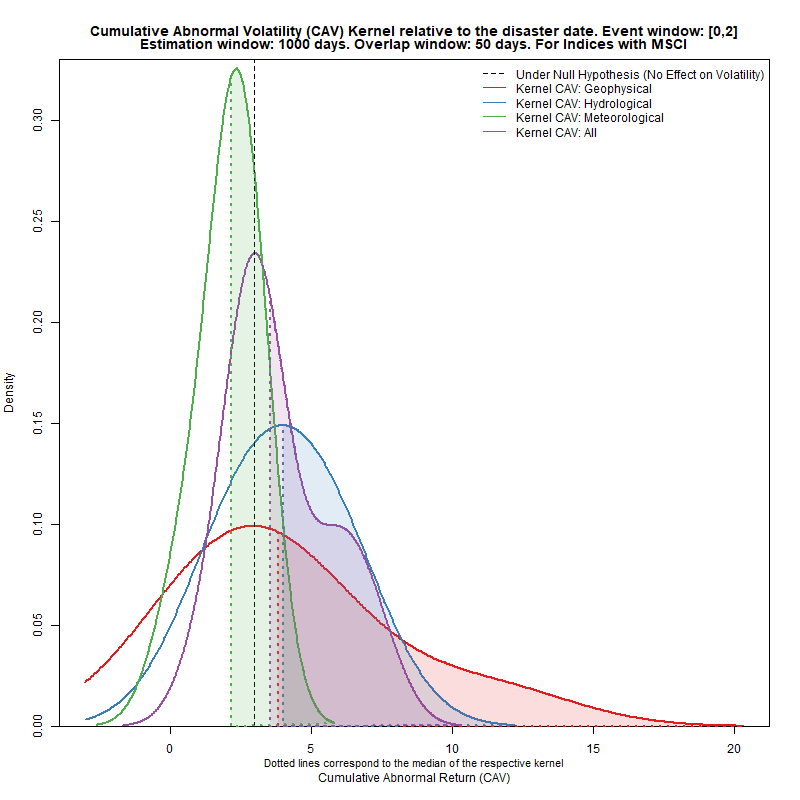 Cumulative Abnormal Volatility (CAV) Kernel relative to the disaster date. Event window: [0,2]
Estimation window: 1000 days. Overlap window: 50 days. For Indices with MSCI
Under Null Hypothesis (No Effect on Volatility)
Kernel CAV: Geophysical
Kernel CAV: Hydrological
Kernel CAV: Meteorological
Kernel CAV: All
Density
0.30
0.25
0.20
0.15
0.10
0.05
0.00
0 5 10 15 20
Dotted lines correspond to the median of the respective kernel
Cumulative Abnormal Return (CAV)